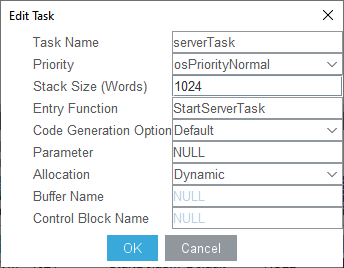 Edit Task
Task Name serverTask
Priority osPriorityNormal
Stack Size (Words) 1024
Entry Function StartServerTask
Code Generation Option Default
Parameter NULL
Allocation Dynamic
Buffer Name NULL
Control Block Name NULL
OK Cancel